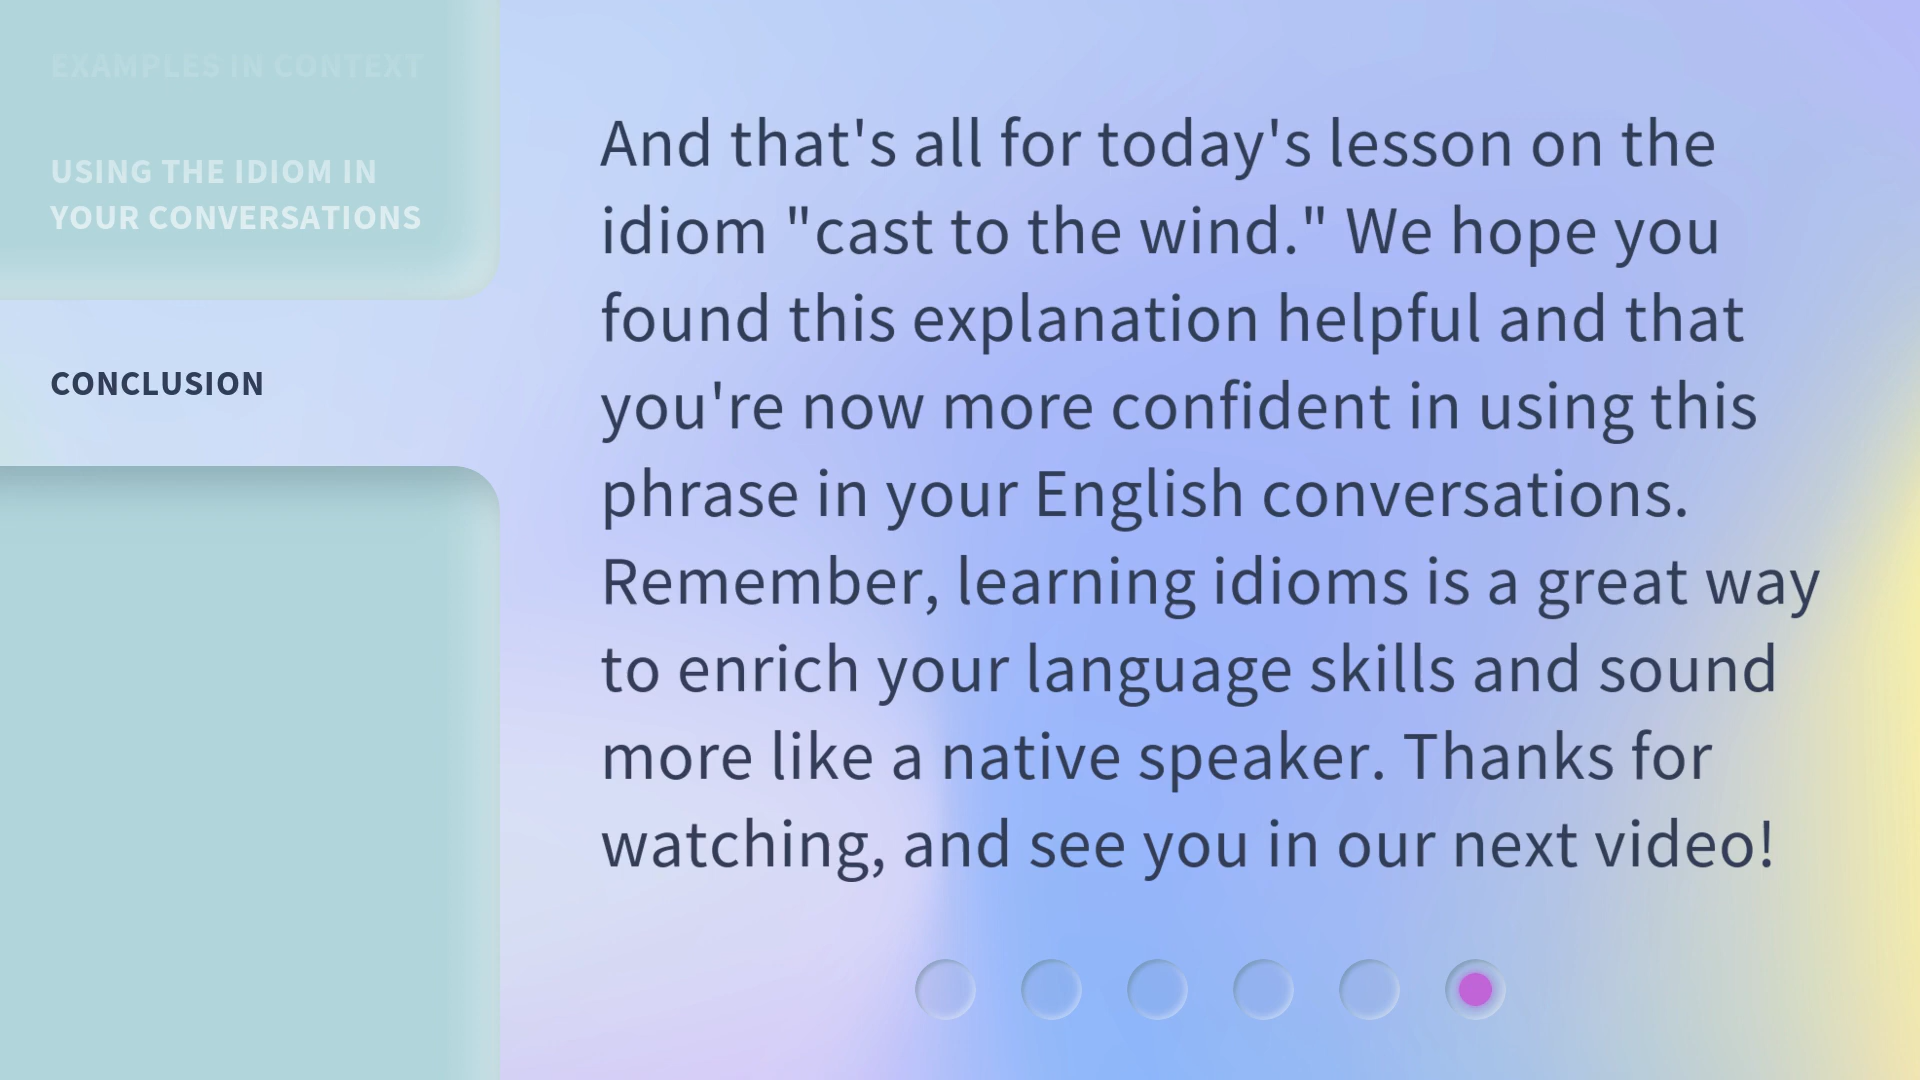 EXAMPLES IN CONTEXT
USING THE IDIOM IN
YOUR CONVERSATIONS
CONCLUSION
And that's all for today's lesson on the
idiom "cast to the wind." We hope you
found this explanation helpful and that
you're now more confident in using this
phrase in your English conversations.
Remember, learning idioms is a great way
to enrich your language skills and sound
more like a native speaker. Thanks for
watching, and see you in our next video!